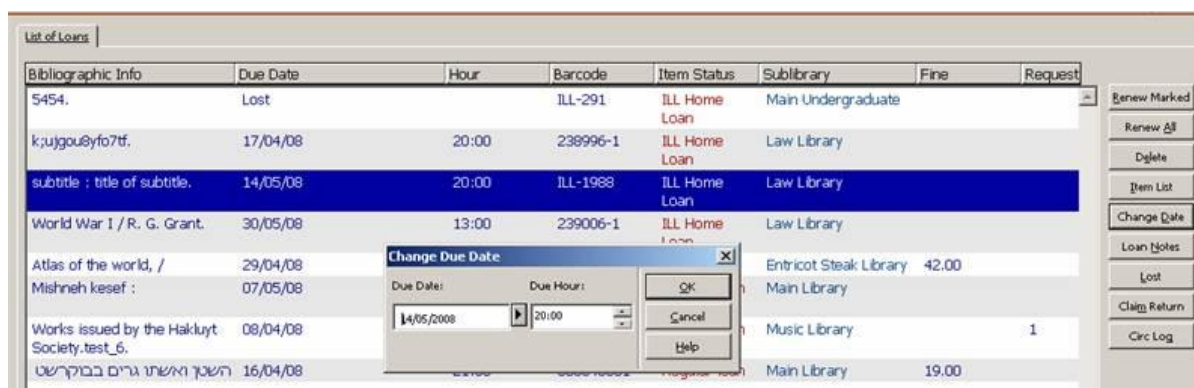 List of Loans
Bibliographic Info Due Date Hour Barcode Item Status Sublibrary Fine Request
5454. Lost ILL-291 ILL Home Main Undergraduate
Loan
k;ujgou8yfo7tf. 17/04/08 20:00 238996-1 ILL Home Law Library
Loan
subtitle : title of subtitle. 14/05/08 20:00 ILL-1988 ILL Home Law Library
Loan
World War I / R. G. Grant. 30/05/08 13:00 239006-1 ILL Home Law Library
Atlas of the world, / 29/04/08 Entricot Steak Library 42.00
Mishneh kesef : 07/05/08 Main Library
Works issued by the Hakluyt 08/04/08 Music Library 1
Society.test_6.
השטן ואשתו גרים בבוקרשט 16/04/08 Main Library 19.00
Change Due Date
Due Date: Due Hour:
14/05/2008 20:00
OK
Cancel
Help
Renew Marked
Renew All
Delete
Item List
Change Date
Loan Notes
Lost
Claim Return
Circ Log